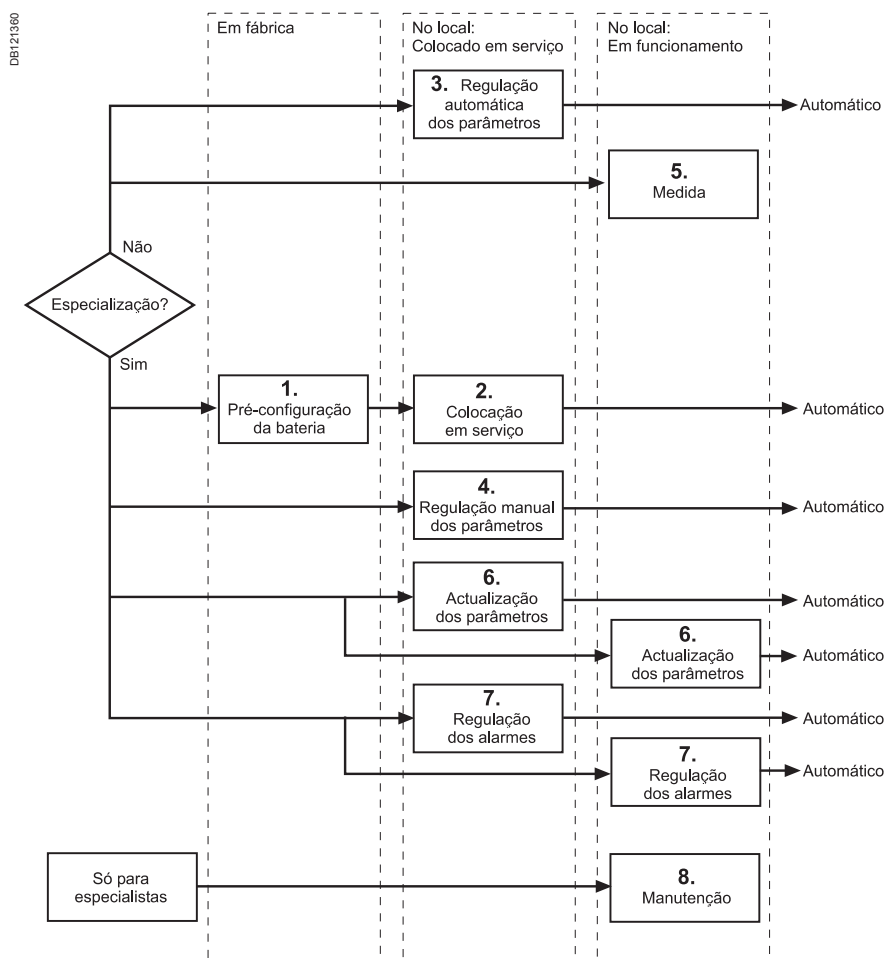 DB121360
Em fábrica
No local:
Colocado em serviço
No local:
Em funcionamento
3. Regulação
automática
dos parâmetros
Automático
5.
Medida
Não
Especialização?
Sim
1.
Pré-configuração
da bateria
2.
Colocação
em serviço
Automático
4.
Regulação manual
dos parâmetros
Automático
6.
Actualização
dos parâmetros
Automático
6.
Actualização
dos parâmetros
Automático
7.
Regulação
dos alarmes
Automático
7.
Regulação
dos alarmes
Automático
Só para
especialistas
8.
Manutenção